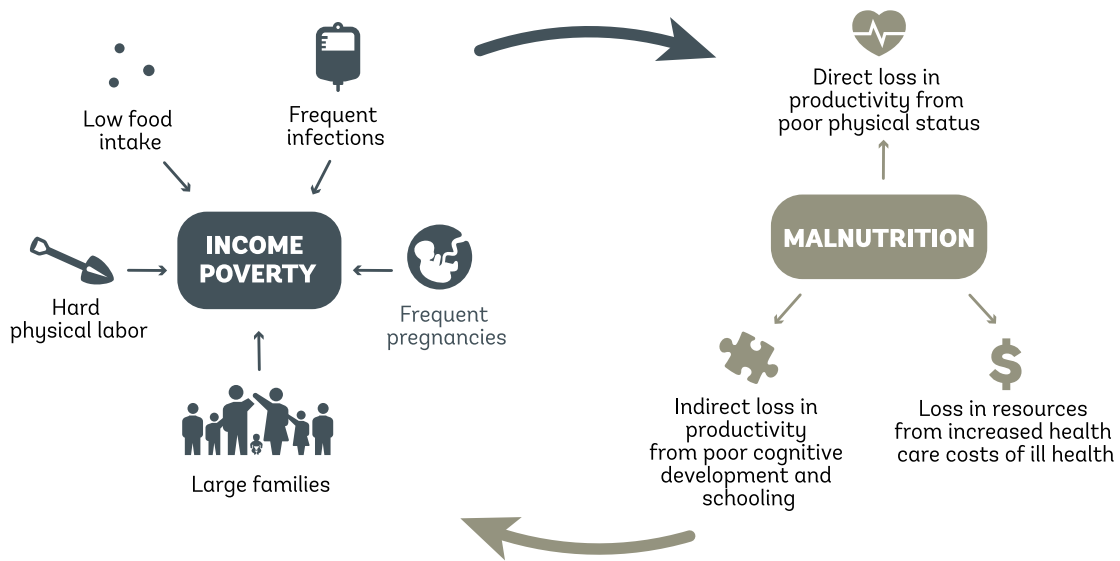 Low food
intake
Frequent
infections
INCOME
POVERTY
Hard
physical labor
Frequent
pregnancies
Large families
Direct loss in
productivity from
poor physical status
MALNUTRITION
Indirect loss in
productivity
from poor cognitive
development and
schooling
$
Loss in resources
from increased health
care costs of ill health